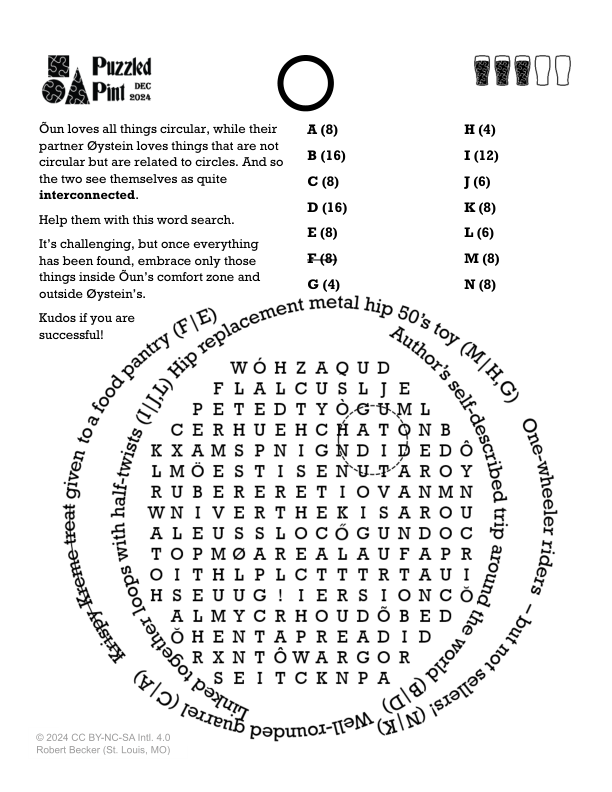 Puzzled
Pint DEC
2024
Õun loves all things circular, while their
partner Øystein loves things that are not
circular but are related to circles. And so
the two see themselves as quite
interconnected.
Help them with this word search.
It's challenging, but once everything
has been found, embrace only those
things inside Õun's comfort zone and
outside Øystein's.
Kudos if you are
successful!
A (8)
B (16)
C (8)
D (16)
E (8)
F (8)
G (4)
H (4)
I (12)
J (6)
K (8)
L (6)
M (8)
N (8)
Krispy Kreme treat given to a food pantry (F|E)
Hip replacement metal hip 50's toy (M|H,G)
One-wheeler riders – but not sellers! (N|K)
Well-rounded quarrel (C|A)
Linked together loops with half-twists (I|J,L)
Author's self-described trip around the world (B|D)
W Ó H Z A Q U D
F L A L C U S L J E
P E T E D T Y Ò G U M L
C E R H U E H C H A T O N B
K X A M S P N I G N D I D E D Ô
L M Ö E S T I S E N U T A R O Y
R U B E R E R E T I O V A N M N
W N I V E R T H E K I S A R O U
A L E U S S L O C Ő G U N D O C
T O P M Ø A R E A L A U F A P R
O I T H L P L C T T T R T A U I
H S E U U G ! I E R S I O N C Ŏ
A L M Y C R H O U D Õ B E D
Ŏ H E N T A P R E A D I D
R X N T Ô W A R G O R
S E I T C K N P A
© 2024 CC BY-NC-SA Intl. 4.0
Robert Becker (St. Louis, MO)